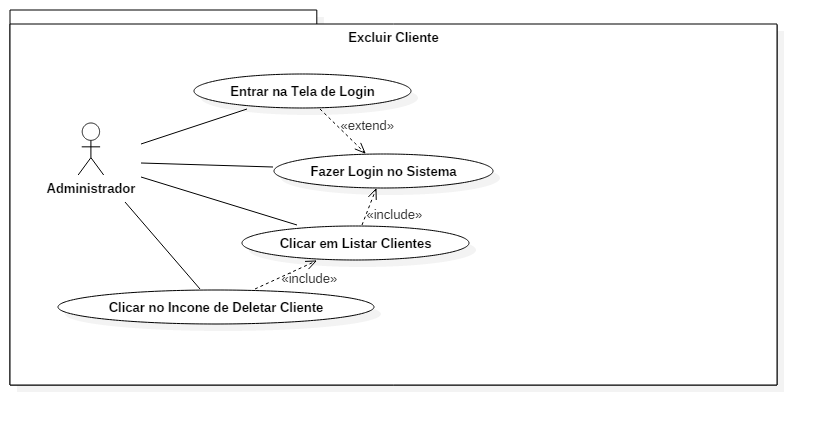 Excluir Cliente
Entrar na Tela de Login
«extend»
Fazer Login no Sistema
Administrador
«include»
Clicar em Listar Clientes
«include»
Clicar no Incone de Deletar Cliente